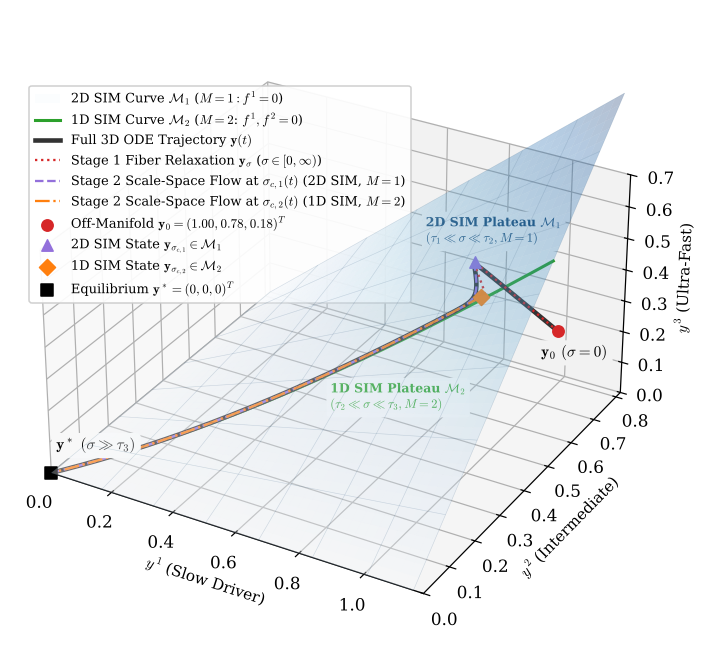 2D SIM Curve ℳ₁ (M = 1 : f¹ = 0)
1D SIM Curve ℳ₂ (M = 2: f¹, f² = 0)
Full 3D ODE Trajectory y(t)
Stage 1 Fiber Relaxation y_σ (σ ∈ [0, ∞))
Stage 2 Scale-Space Flow at σ_{c,1}(t) (2D SIM, M = 1)
Stage 2 Scale-Space Flow at σ_{c,2}(t) (1D SIM, M = 2)
Off-Manifold y₀ = (1.00, 0.78, 0.18)ᵀ
2D SIM State y_{σ_{c,1}} ∈ ℳ₁
1D SIM State y_{σ_{c,2}} ∈ ℳ₂
Equilibrium y* = (0, 0, 0)ᵀ
2D SIM Plateau ℳ₁
(τ₁ ≪ σ ≪ τ₂, M = 1)
y₀ (σ = 0)
1D SIM Plateau ℳ₂
(τ₂ ≪ σ ≪ τ₃, M = 2)
y* (σ ≫ τ₃)
0.0
0.2
0.4
0.6
0.8
1.0
y¹ (Slow Driver)
0.0
0.1
0.2
0.3
0.4
0.5
0.6
0.7
0.8
y² (Intermediate)
0.0
0.1
0.2
0.3
0.4
0.5
0.6
0.7
y³ (Ultra-Fast)